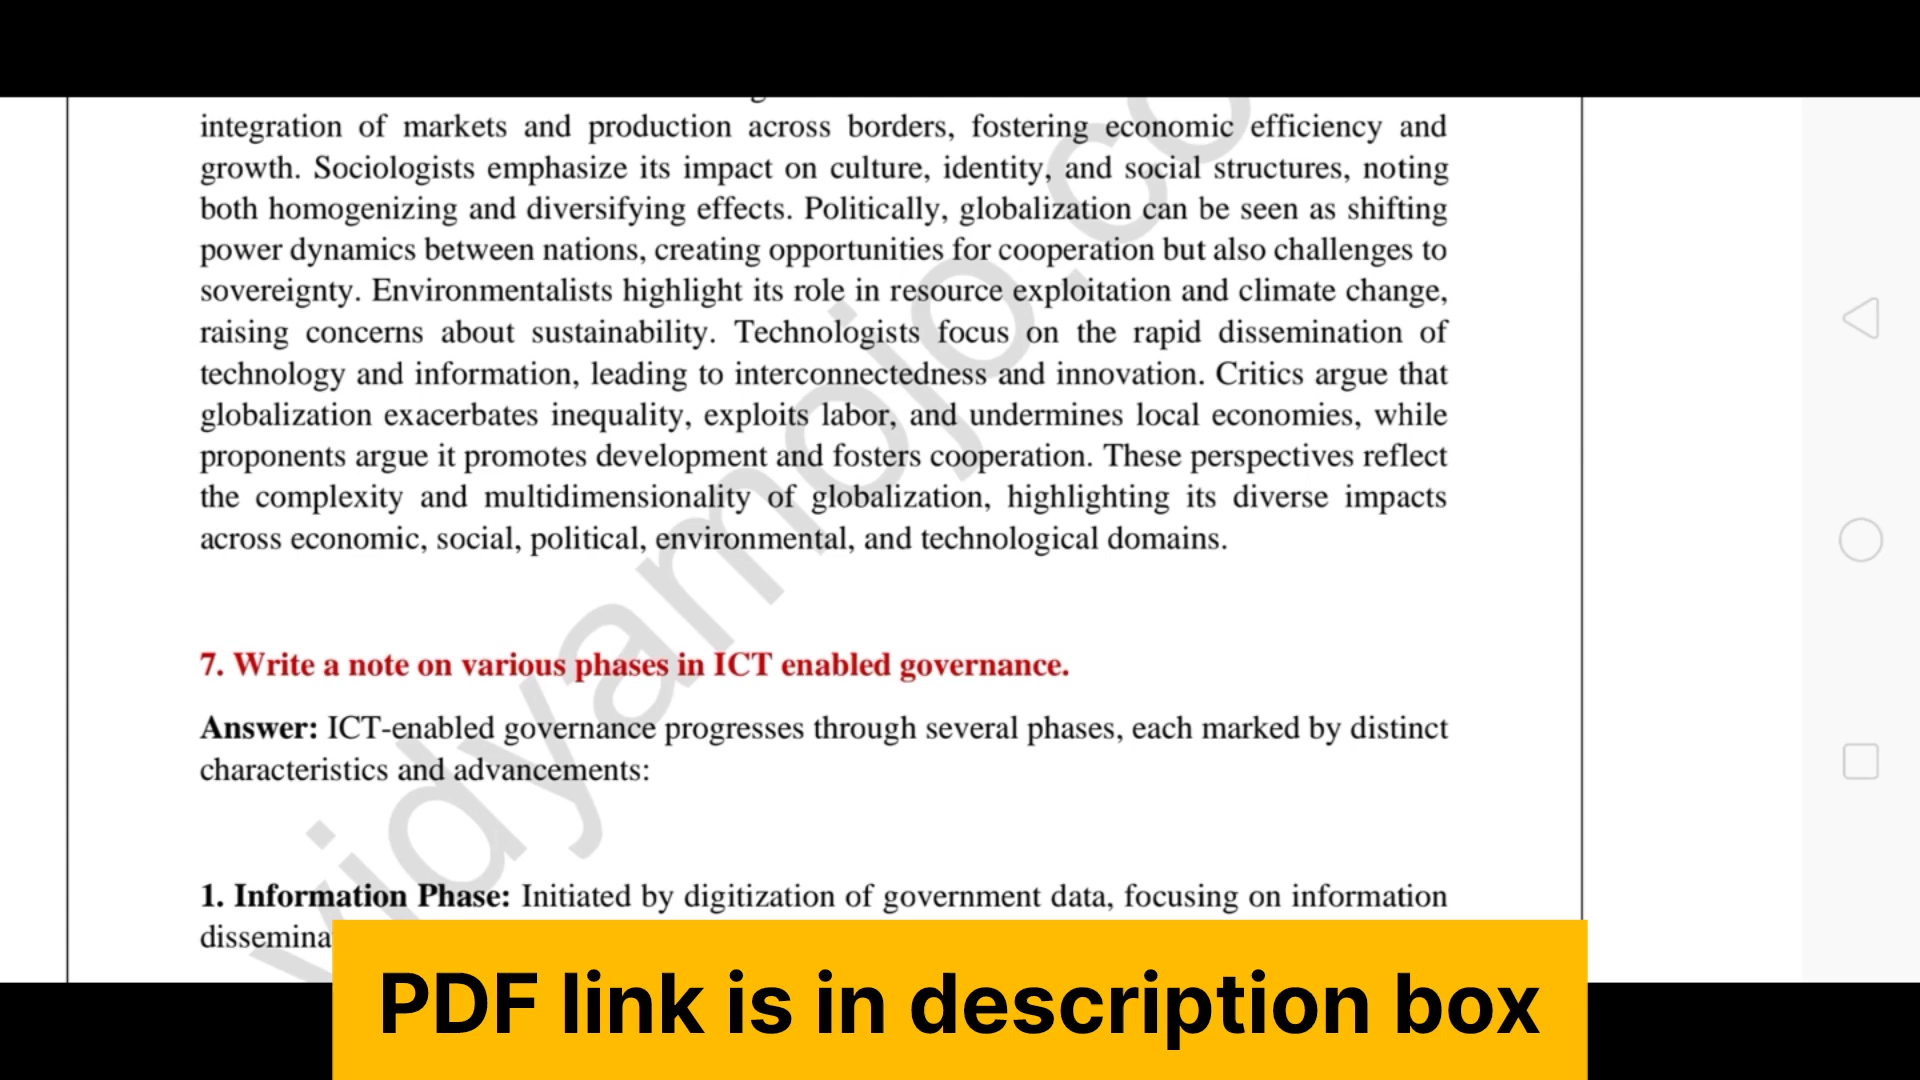 integration of markets and production across borders, fostering economic efficiency and
growth. Sociologists emphasize its impact on culture, identity, and social structures, noting
both homogenizing and diversifying effects. Politically, globalization can be seen as shifting
power dynamics between nations, creating opportunities for cooperation but also challenges to
sovereignty. Environmentalists highlight its role in resource exploitation and climate change,
raising concerns about sustainability. Technologists focus on the rapid dissemination of
technology and information, leading to interconnectedness and innovation. Critics argue that
globalization exacerbates inequality, exploits labor, and undermines local economies, while
proponents argue it promotes development and fosters cooperation. These perspectives reflect
the complexity and multidimensionality of globalization, highlighting its diverse impacts
across economic, social, political, environmental, and technological domains.
7. Write a note on various phases in ICT enabled governance.
Answer: ICT-enabled governance progresses through several phases, each marked by distinct
characteristics and advancements:
1. Information Phase: Initiated by digitization of government data, focusing on information
dissemina
vidyamojo.co
PDF link is in description box